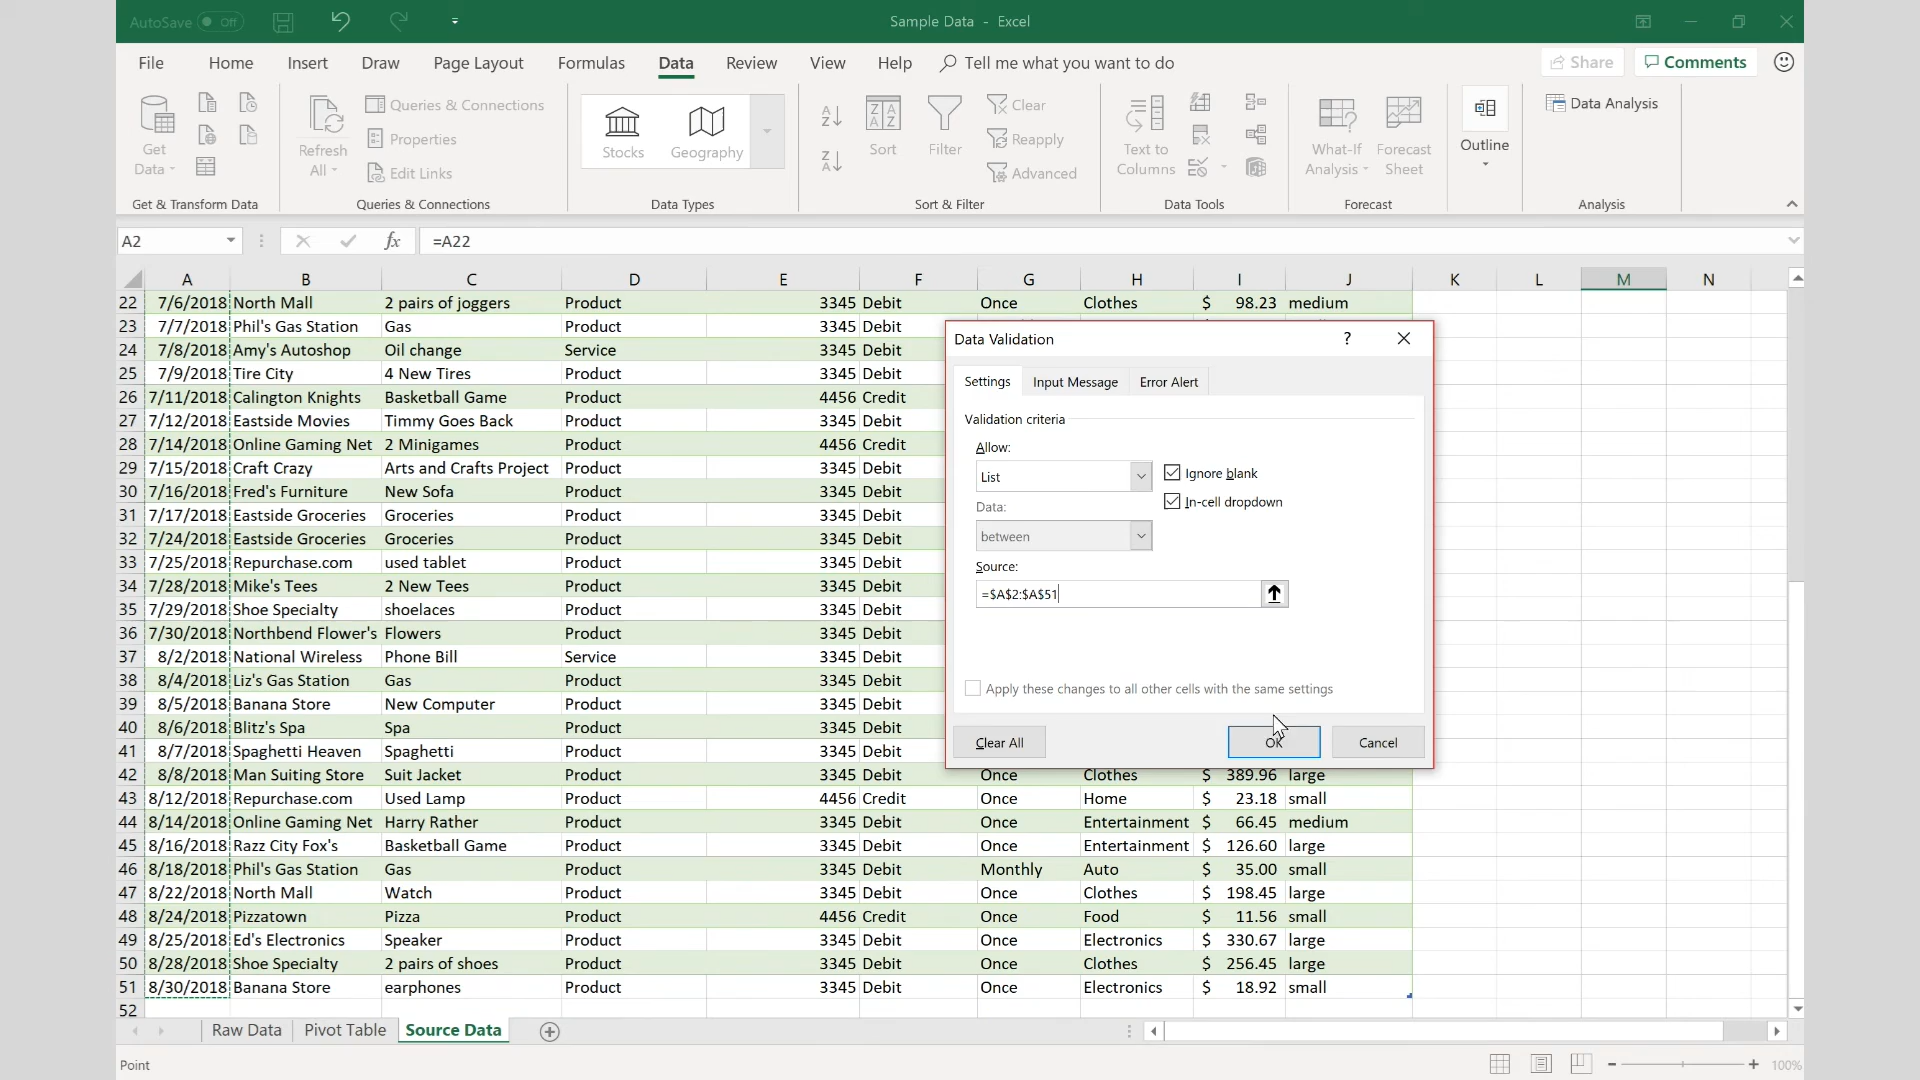 AutoSave Off
Sample Data - Excel
File Home Insert Draw Page Layout Formulas Data Review View Help Tell me what you want to do Share Comments
Get Data
Refresh All
Queries & Connections
Properties
Edit Links
Stocks Geography
Sort Filter
Clear
Reapply
Advanced
Text to Columns
What-If Analysis
Forecast Sheet
Outline
Data Analysis
Get & Transform Data Queries & Connections Data Types Sort & Filter Data Tools Forecast Analysis
A2 fx =A22
A B C D E F G H I J K L M N
22 7/6/2018 North Mall 2 pairs of joggers Product 3345 Debit Once Clothes $ 98.23 medium
23 7/7/2018 Phil's Gas Station Gas Product 3345 Debit
24 7/8/2018 Amy's Autoshop Oil change Service 3345 Debit
25 7/9/2018 Tire City 4 New Tires Product 3345 Debit
26 7/11/2018 Calington Knights Basketball Game Product 4456 Credit
27 7/12/2018 Eastside Movies Timmy Goes Back Product 3345 Debit
28 7/14/2018 Online Gaming Net 2 Minigames Product 4456 Credit
29 7/15/2018 Craft Crazy Arts and Crafts Project Product 3345 Debit
30 7/16/2018 Fred's Furniture New Sofa Product 3345 Debit
31 7/17/2018 Eastside Groceries Groceries Product 3345 Debit
32 7/24/2018 Eastside Groceries Groceries Product 3345 Debit
33 7/25/2018 Repurchase.com used tablet Product 3345 Debit
34 7/28/2018 Mike's Tees 2 New Tees Product 3345 Debit
35 7/29/2018 Shoe Specialty shoelaces Product 3345 Debit
36 7/30/2018 Northbend Flower's Flowers Product 3345 Debit
37 8/2/2018 National Wireless Phone Bill Service 3345 Debit
38 8/4/2018 Liz's Gas Station Gas Product 3345 Debit
39 8/5/2018 Banana Store New Computer Product 3345 Debit
40 8/6/2018 Blitz's Spa Spa Product 3345 Debit
41 8/7/2018 Spaghetti Heaven Spaghetti Product 3345 Debit
42 8/8/2018 Man Suiting Store Suit Jacket Product 3345 Debit Once Clothes $ 389.96 large
43 8/12/2018 Repurchase.com Used Lamp Product 4456 Credit Once Home $ 23.18 small
44 8/14/2018 Online Gaming Net Harry Rather Product 3345 Debit Once Entertainment $ 66.45 medium
45 8/16/2018 Razz City Fox's Basketball Game Product 3345 Debit Once Entertainment $ 126.60 large
46 8/18/2018 Phil's Gas Station Gas Product 3345 Debit Monthly Auto $ 35.00 small
47 8/22/2018 North Mall Watch Product 3345 Debit Once Clothes $ 198.45 large
48 8/24/2018 Pizzatown Pizza Product 4456 Credit Once Food $ 11.56 small
49 8/25/2018 Ed's Electronics Speaker Product 3345 Debit Once Electronics $ 330.67 large
50 8/28/2018 Shoe Specialty 2 pairs of shoes Product 3345 Debit Once Clothes $ 256.45 large
51 8/30/2018 Banana Store earphones Product 3345 Debit Once Electronics $ 18.92 small
52
Data Validation ?
Settings Input Message Error Alert
Validation criteria
Allow:
List
Ignore blank
In-cell dropdown
Data:
between
Source:
=$A$2:$A$51
Apply these changes to all other cells with the same settings
Clear All OK Cancel
Raw Data Pivot Table Source Data
Point 100%